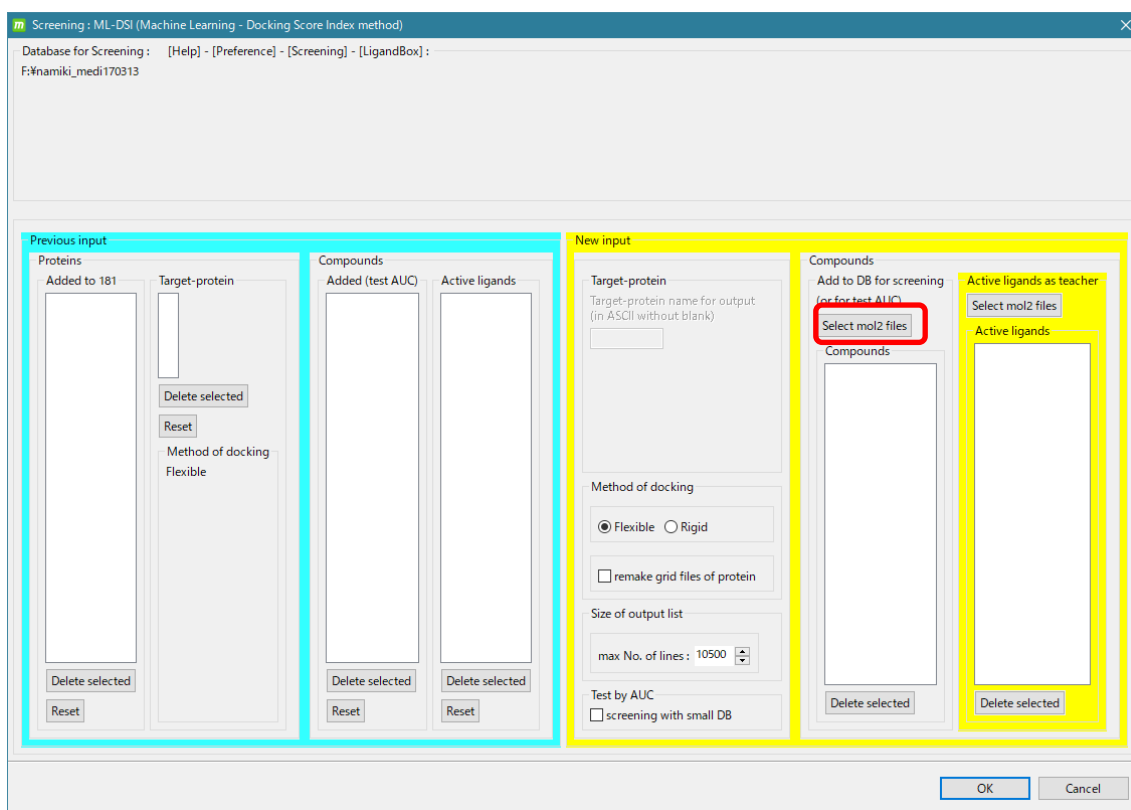 m Screening : ML-DSI (Machine Learning - Docking Score Index method)
Database for Screening : [Help] - [Preference] - [Screening] - [LigandBox] :
F:¥namiki_medi170313
Previous input
Proteins
Added to 181
Delete selected
Reset
Target-protein
Delete selected
Reset
Method of docking
Flexible
Compounds
Added (test AUC)
Delete selected
Reset
Active ligands
Delete selected
Reset
New input
Target-protein
Target-protein name for output
(in ASCII without blank)
Method of docking
Flexible Rigid
remake grid files of protein
Size of output list
max No. of lines : 10500
Test by AUC
screening with small DB
Compounds
Add to DB for screening
(or for test AUC)
Select mol2 files
Compounds
Delete selected
Active ligands as teacher
Select mol2 files
Active ligands
Delete selected
OK Cancel